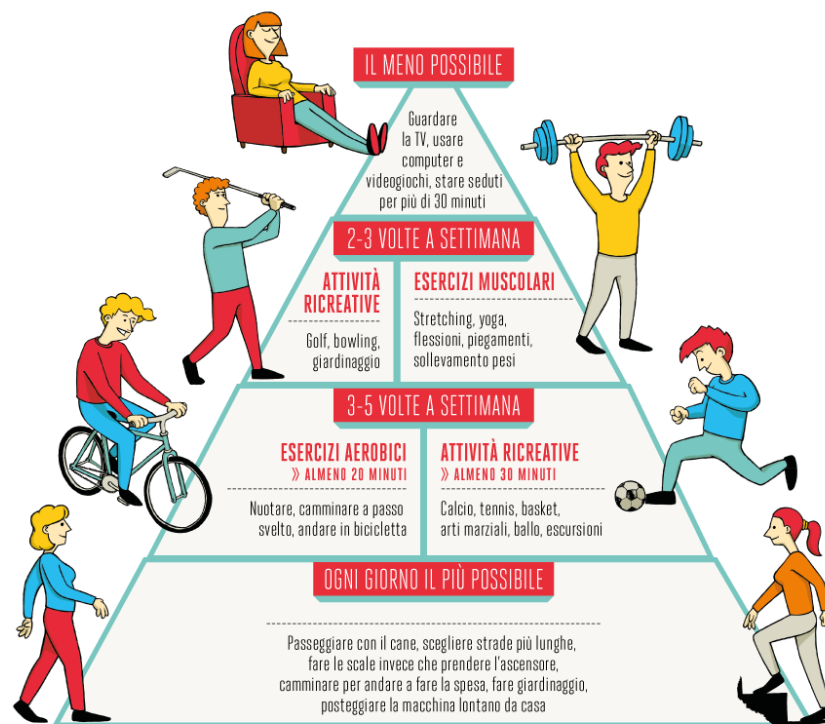 IL MENO POSSIBILE
Guardare
la TV, usare
computer e
videogiochi, stare seduti
per più di 30 minuti
2-3 VOLTE A SETTIMANA
ATTIVITÀ
RICREATIVE
Golf, bowling,
giardinaggio
ESERCIZI MUSCOLARI
Stretching, yoga,
flessioni, piegamenti,
sollevamento pesi
3-5 VOLTE A SETTIMANA
ESERCIZI AEROBICI
» ALMENO 20 MINUTI
Nuotare, camminare a passo
svelto, andare in bicicletta
ATTIVITÀ RICREATIVE
» ALMENO 30 MINUTI
Calcio, tennis, basket,
arti marziali, ballo, escursioni
OGNI GIORNO IL PIÙ POSSIBILE
Passeggiare con il cane, scegliere strade più lunghe,
fare le scale invece che prendere l'ascensore,
camminare per andare a fare la spesa, fare giardinaggio,
posteggiare la macchina lontano da casa